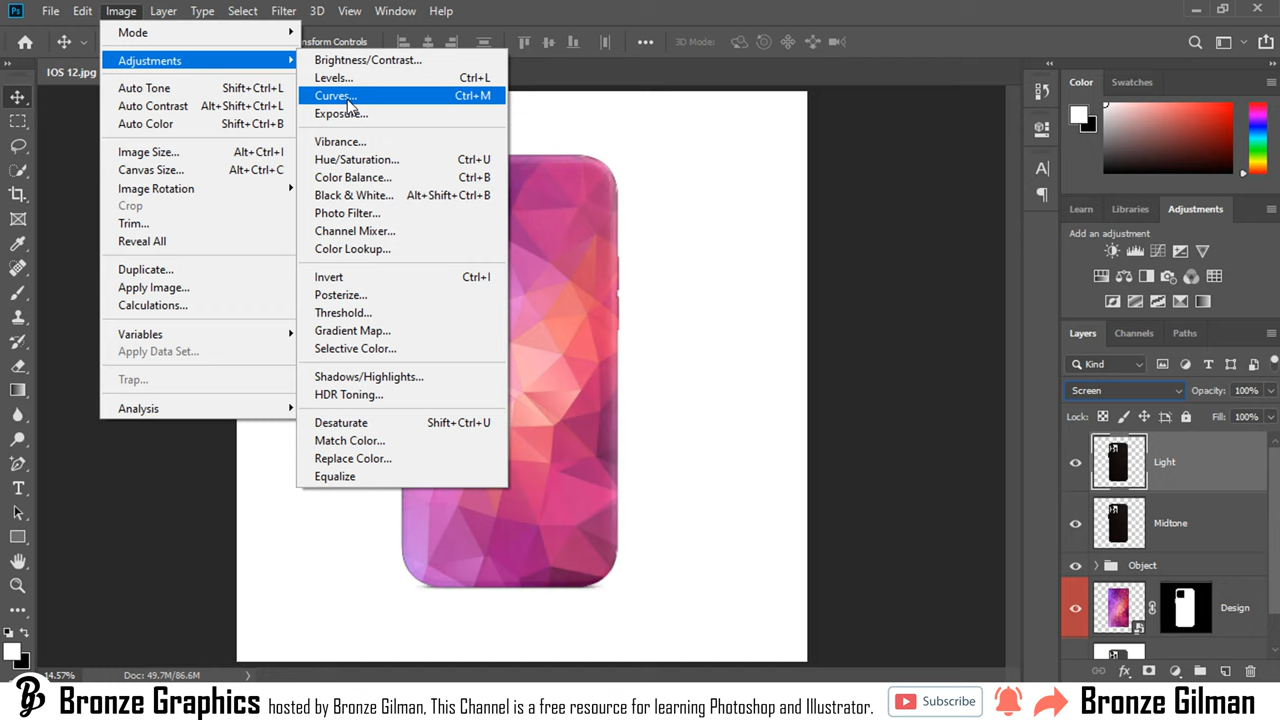 Ps File Edit Image Layer Type Select Filter 3D View Window Help
nsform Controls 3D Mode:
IOS 12.jpg
Mode
Adjustments
Auto Tone Shift+Ctrl+L
Auto Contrast Alt+Shift+Ctrl+L
Auto Color Shift+Ctrl+B
Image Size... Alt+Ctrl+I
Canvas Size... Alt+Ctrl+C
Image Rotation
Crop
Trim...
Reveal All
Duplicate...
Apply Image...
Calculations...
Variables
Apply Data Set...
Trap...
Analysis
Brightness/Contrast...
Levels... Ctrl+L
Curves... Ctrl+M
Exposure...
Vibrance...
Hue/Saturation... Ctrl+U
Color Balance... Ctrl+B
Black & White... Alt+Shift+Ctrl+B
Photo Filter...
Channel Mixer...
Color Lookup...
Invert Ctrl+I
Posterize...
Threshold...
Gradient Map...
Selective Color...
Shadows/Highlights...
HDR Toning...
Desaturate Shift+Ctrl+U
Match Color...
Replace Color...
Equalize
Color Swatches
Learn Libraries Adjustments
Add an adjustment
Layers Channels Paths
Kind
Screen Opacity: 100%
Lock: Fill: 100%
Light
Midtone
Object
Design
14.57% Doc: 49.7M/86.6M
Bronze Graphics hosted by Bronze Gilman, This Channel is a free resource for learning Photoshop and Illustrator. Subscribe Bronze Gilman